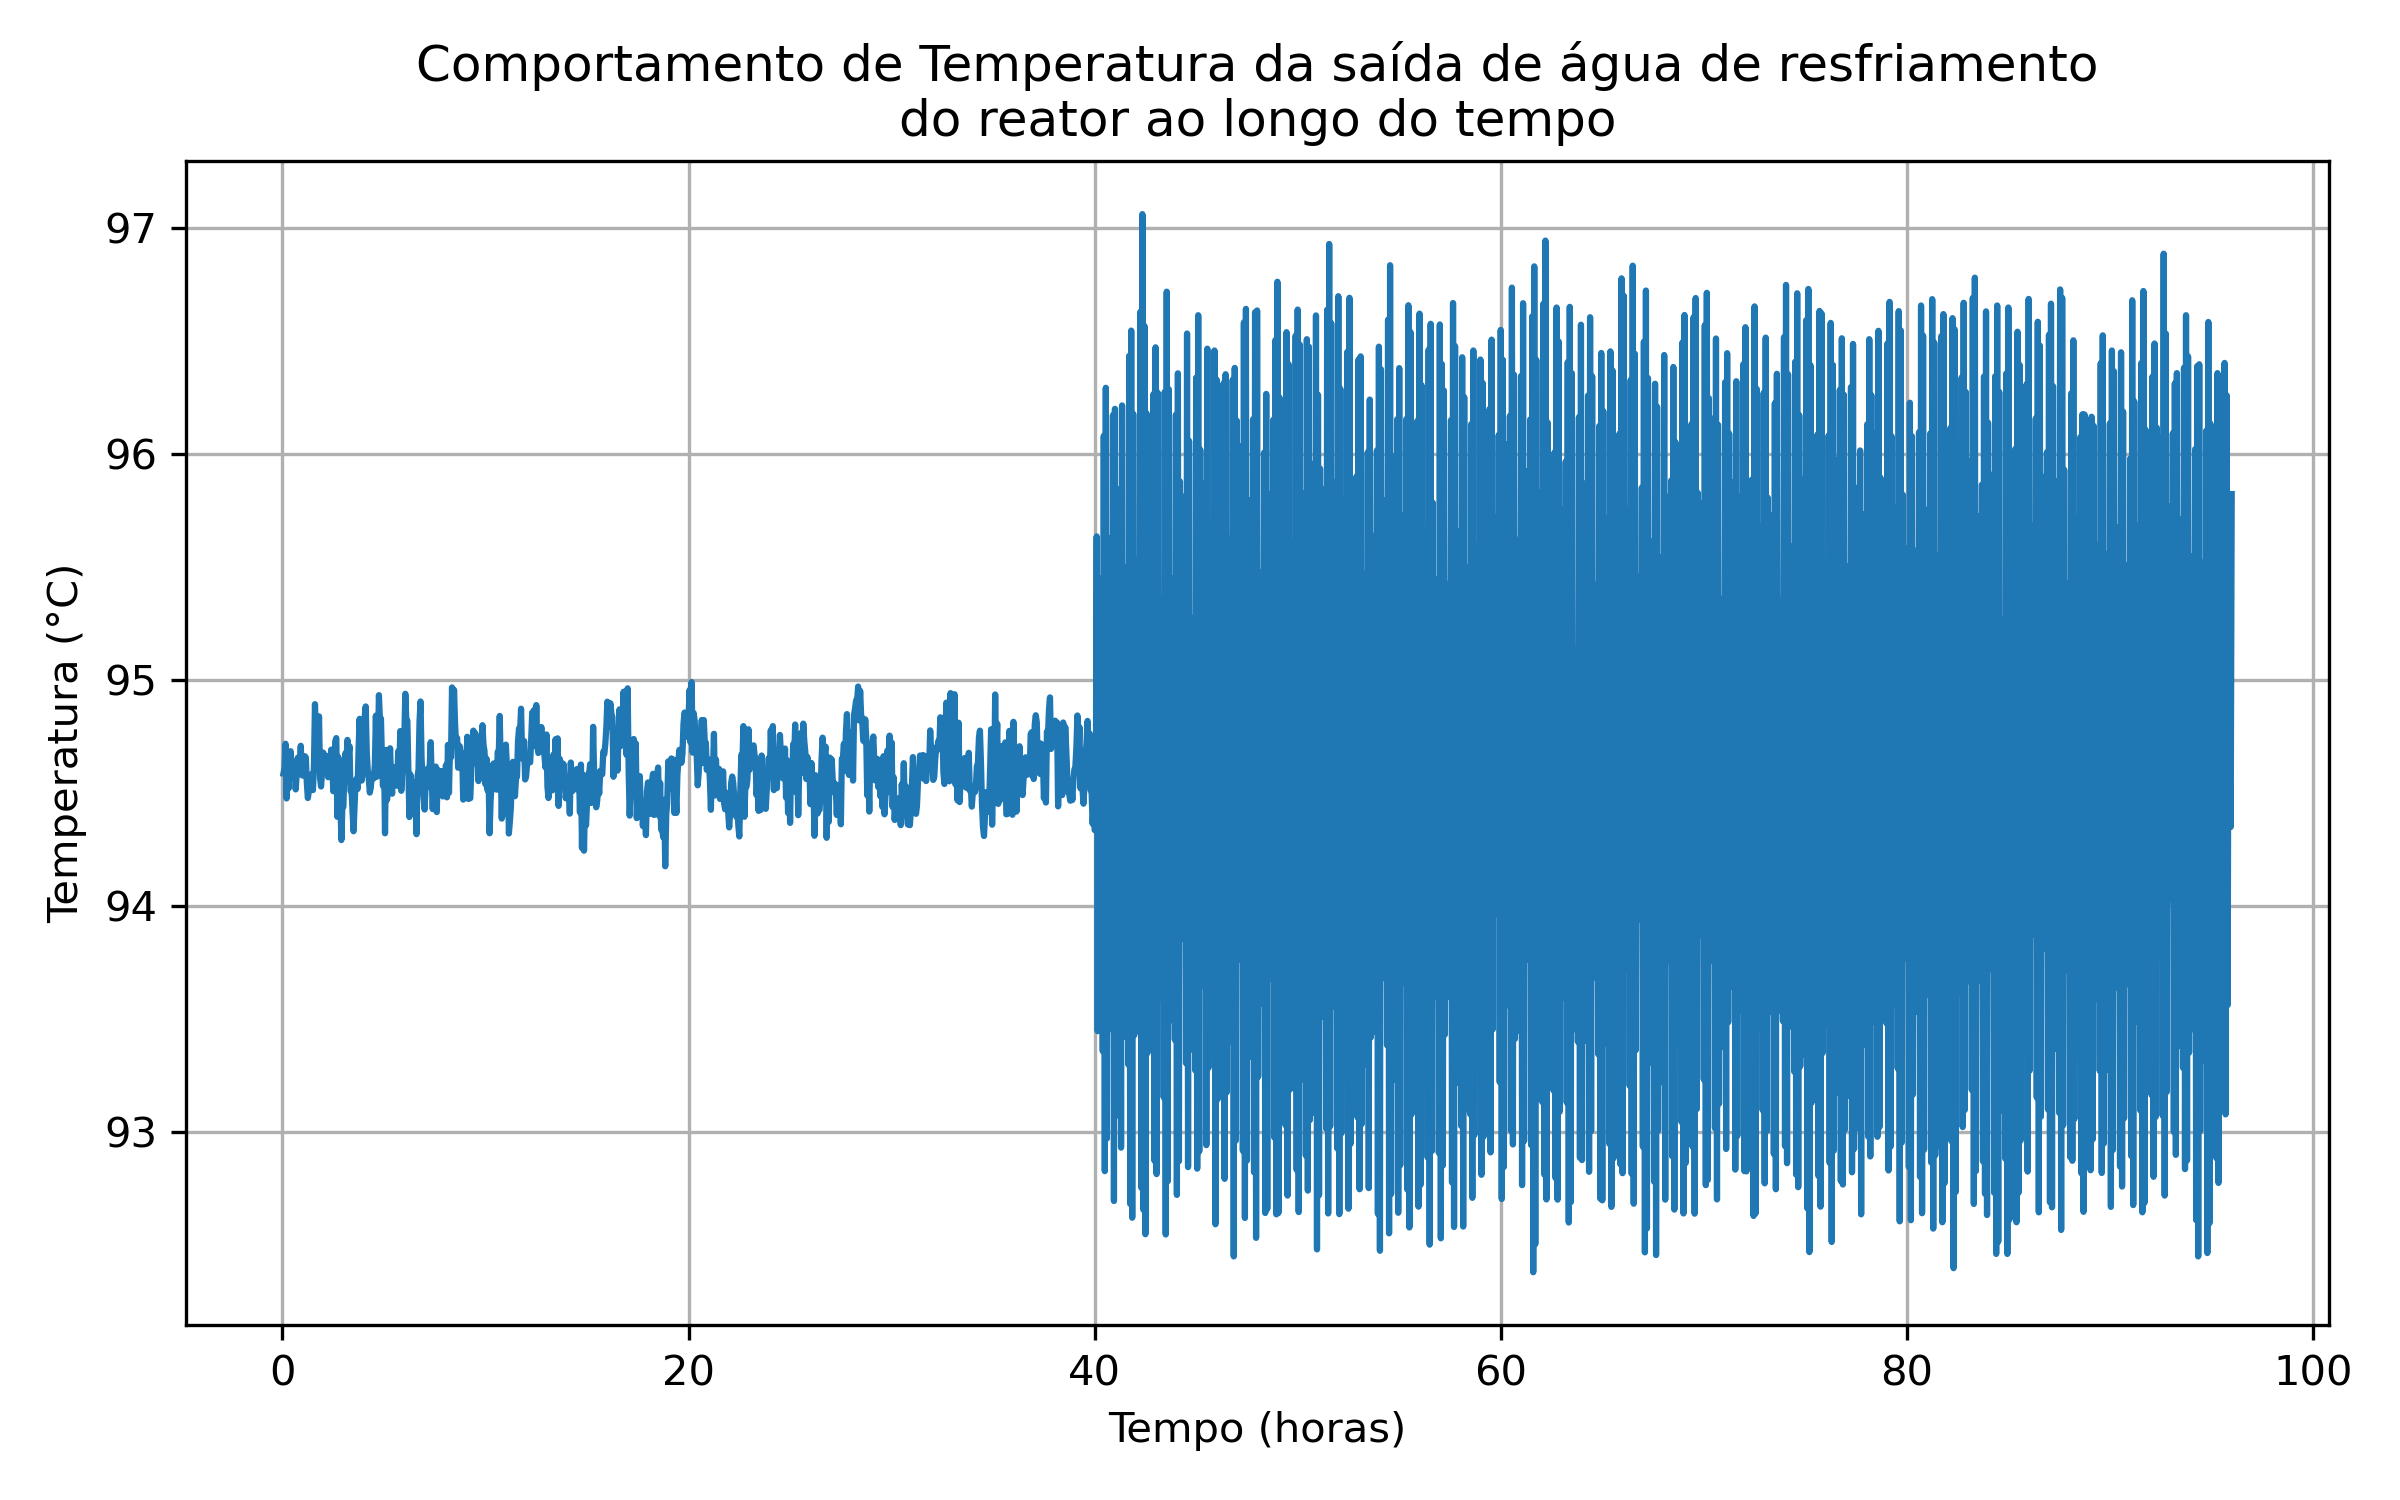 Comportamento de Temperatura da saída de água de resfriamento
do reator ao longo do tempo
Temperatura (°C)
97
96
95
94
93
0
20
40
60
80
100
Tempo (horas)